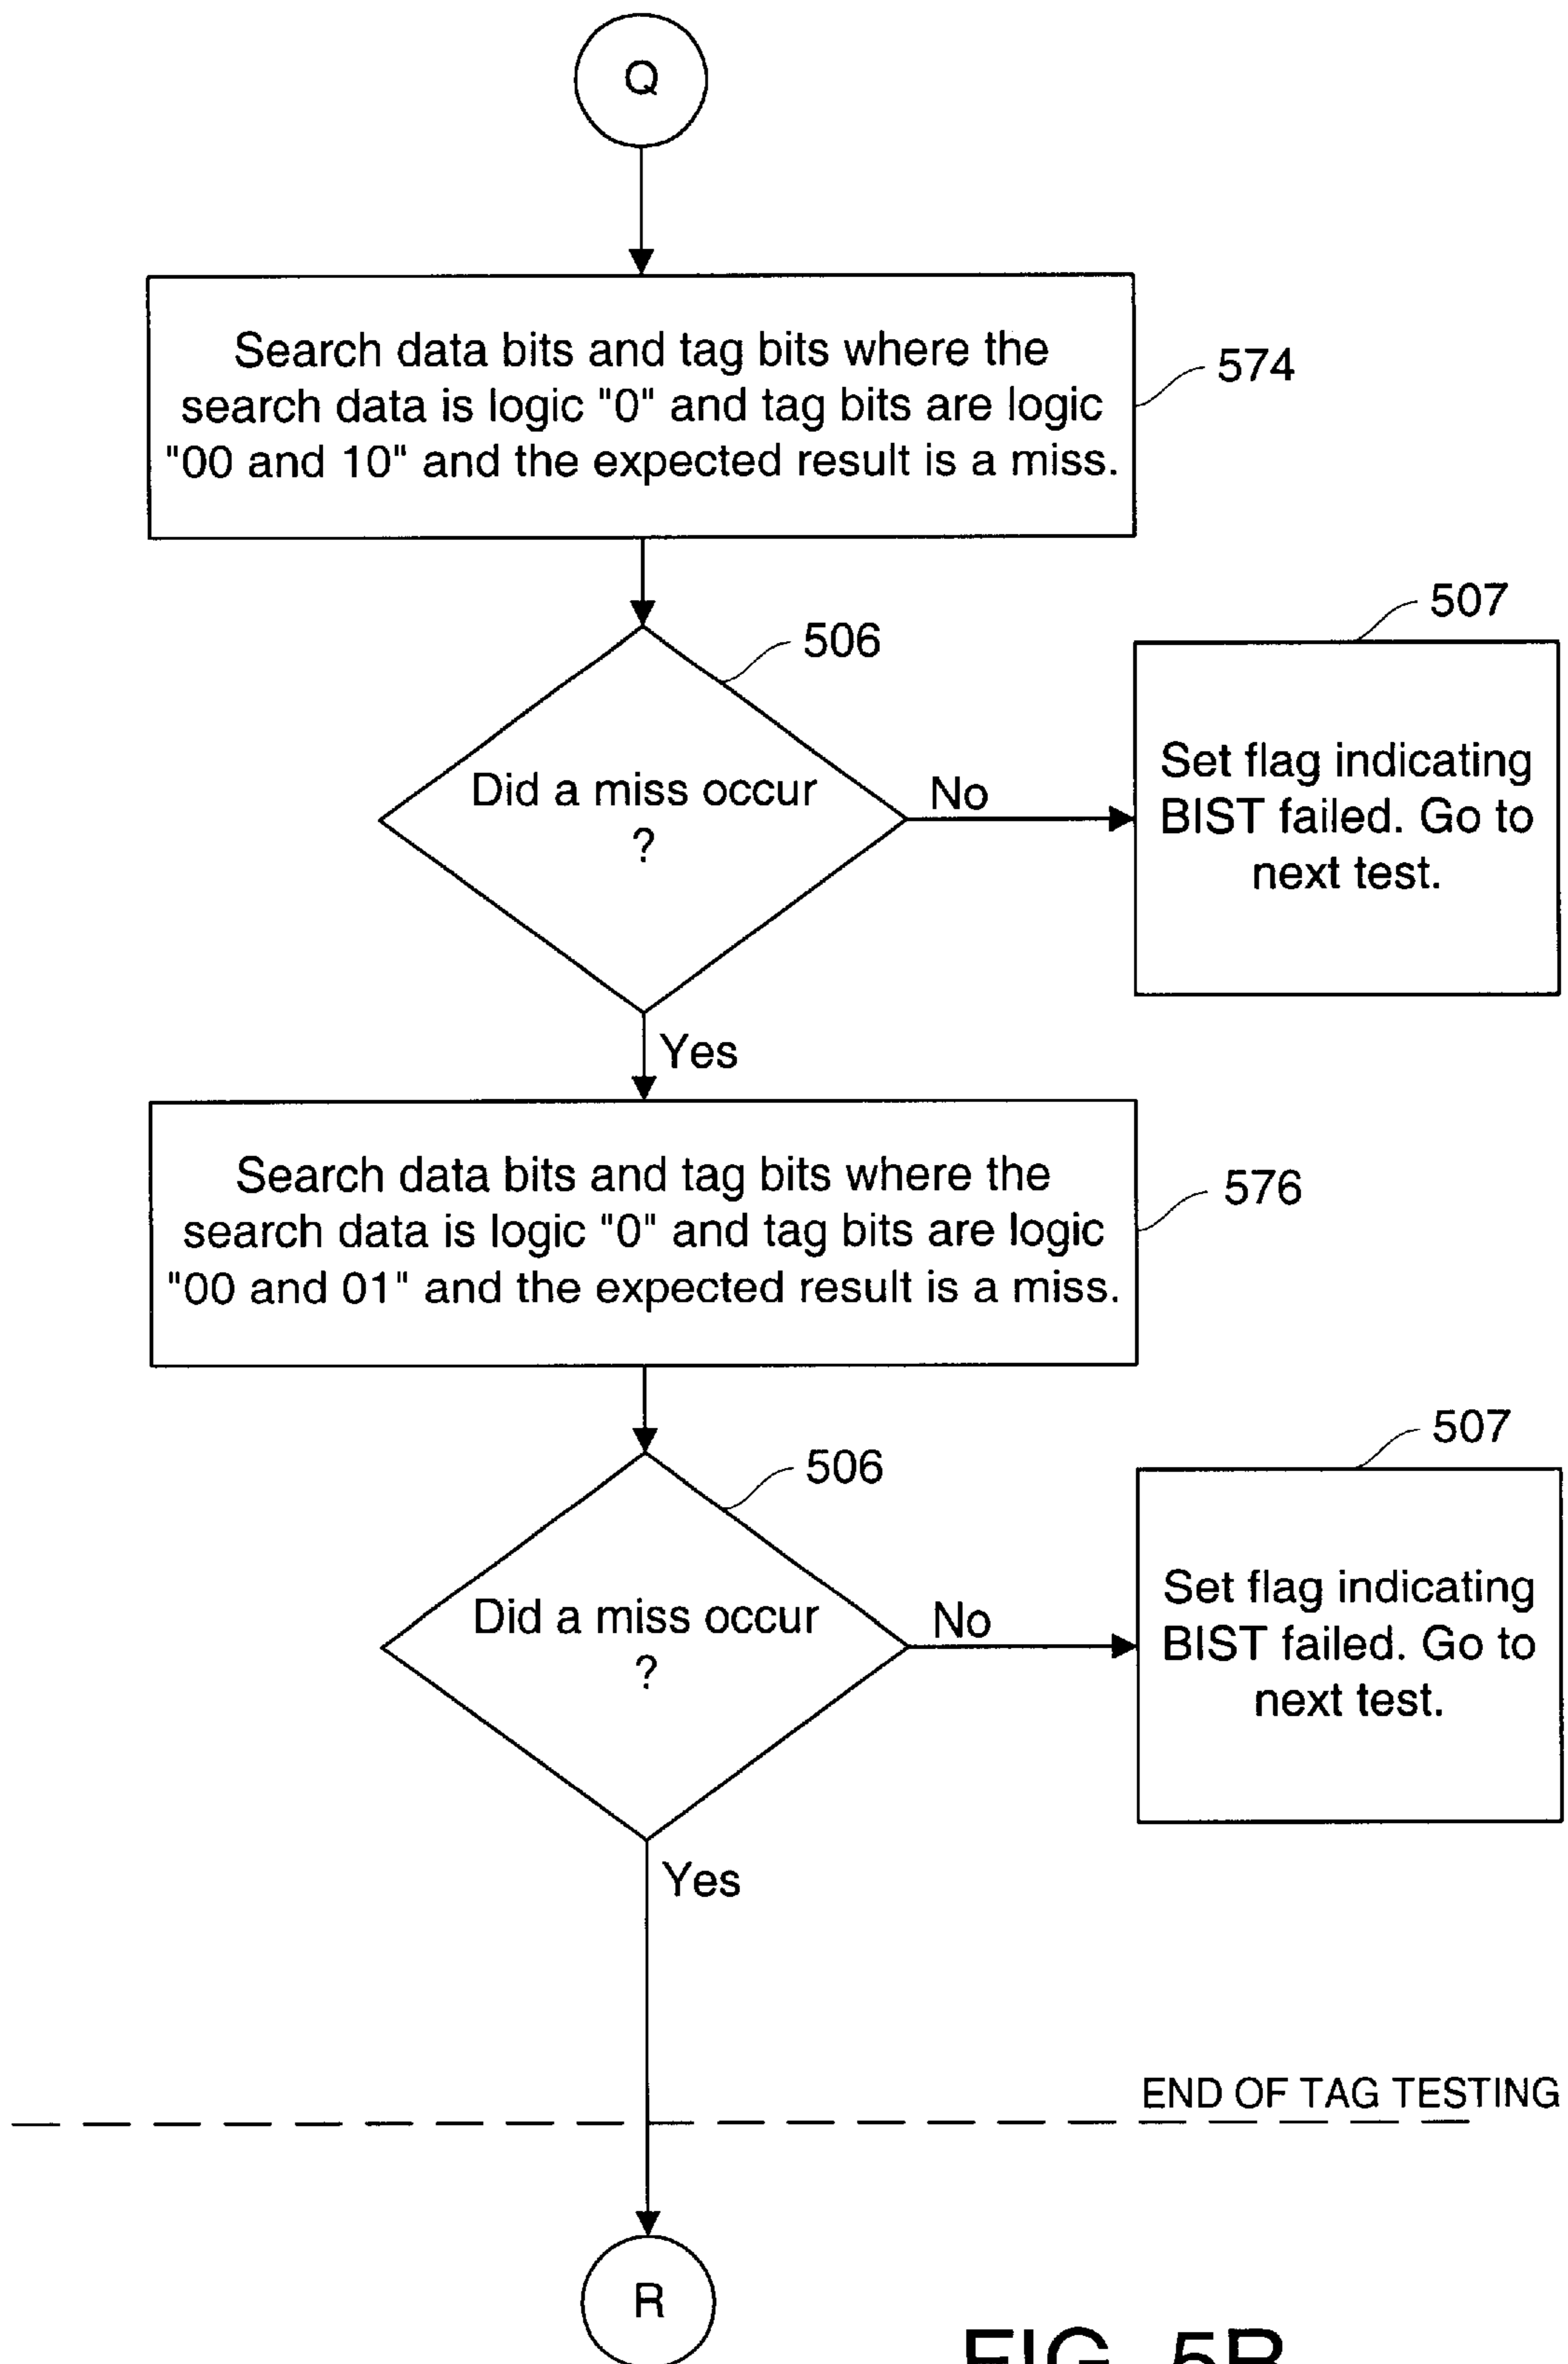 Q
Search data bits and tag bits where the
search data is logic "0" and tag bits are logic
"00 and 10" and the expected result is a miss.
574
506
Did a miss occur
?
No
507
Set flag indicating
BIST failed. Go to
next test.
Yes
Search data bits and tag bits where the
search data is logic "0" and tag bits are logic
"00 and 01" and the expected result is a miss.
576
506
Did a miss occur
?
No
507
Set flag indicating
BIST failed. Go to
next test.
Yes
END OF TAG TESTING
R